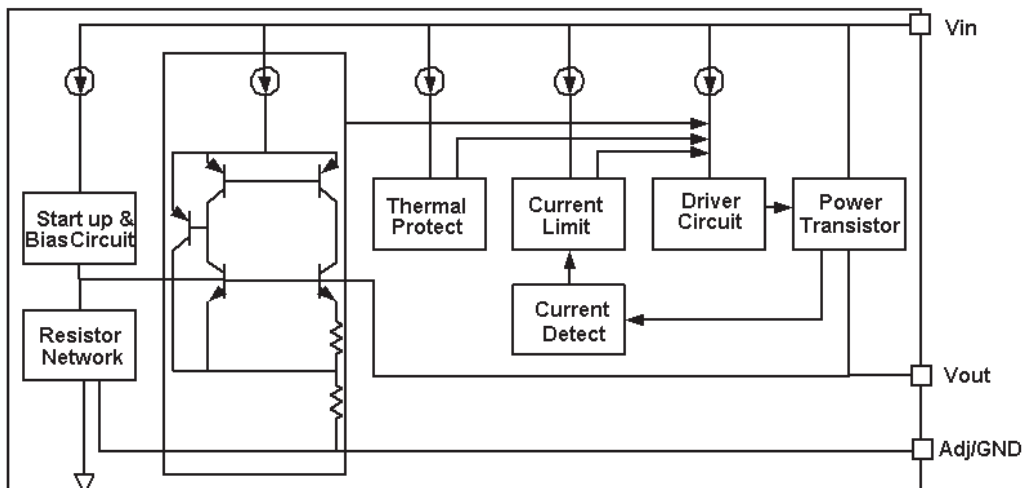 Vin
Start up &
Bias Circuit
Thermal
Protect
Current
Limit
Driver
Circuit
Power
Transistor
Resistor
Network
Current
Detect
Vout
Adj/GND